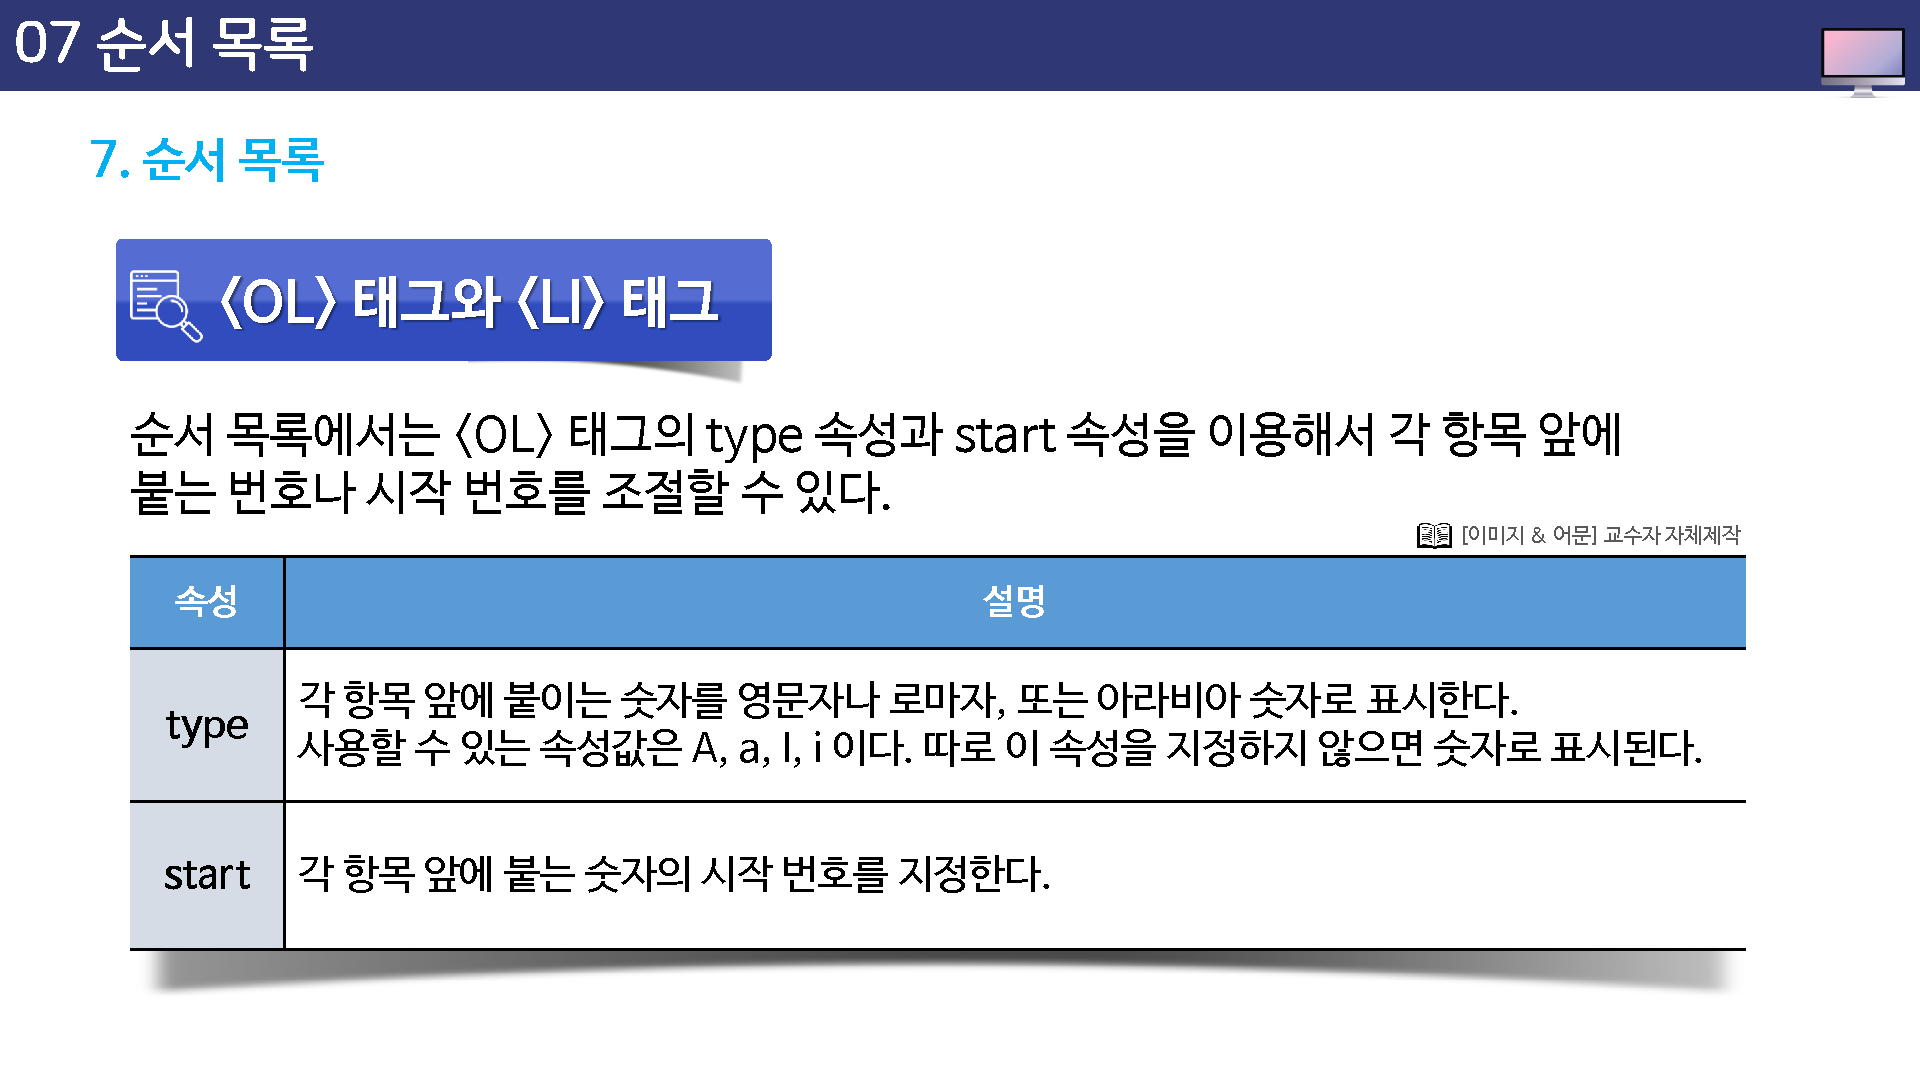 07 순서 목록
7. 순서 목록
<OL> 태그와 <LI> 태그
순서 목록에서는 <OL> 태그의 type 속성과 start 속성을 이용해서 각 항목 앞에
붙는 번호나 시작 번호를 조절할 수 있다.
[이미지 & 어문] 교수자 자체제작
속성 설명
type
각 항목 앞에 붙이는 숫자를 영문자나 로마자, 또는 아라비아 숫자로 표시한다.
사용할 수 있는 속성값은 A, a, I, i 이다. 따로 이 속성을 지정하지 않으면 숫자로 표시된다.
start 각 항목 앞에 붙는 숫자의 시작 번호를 지정한다.